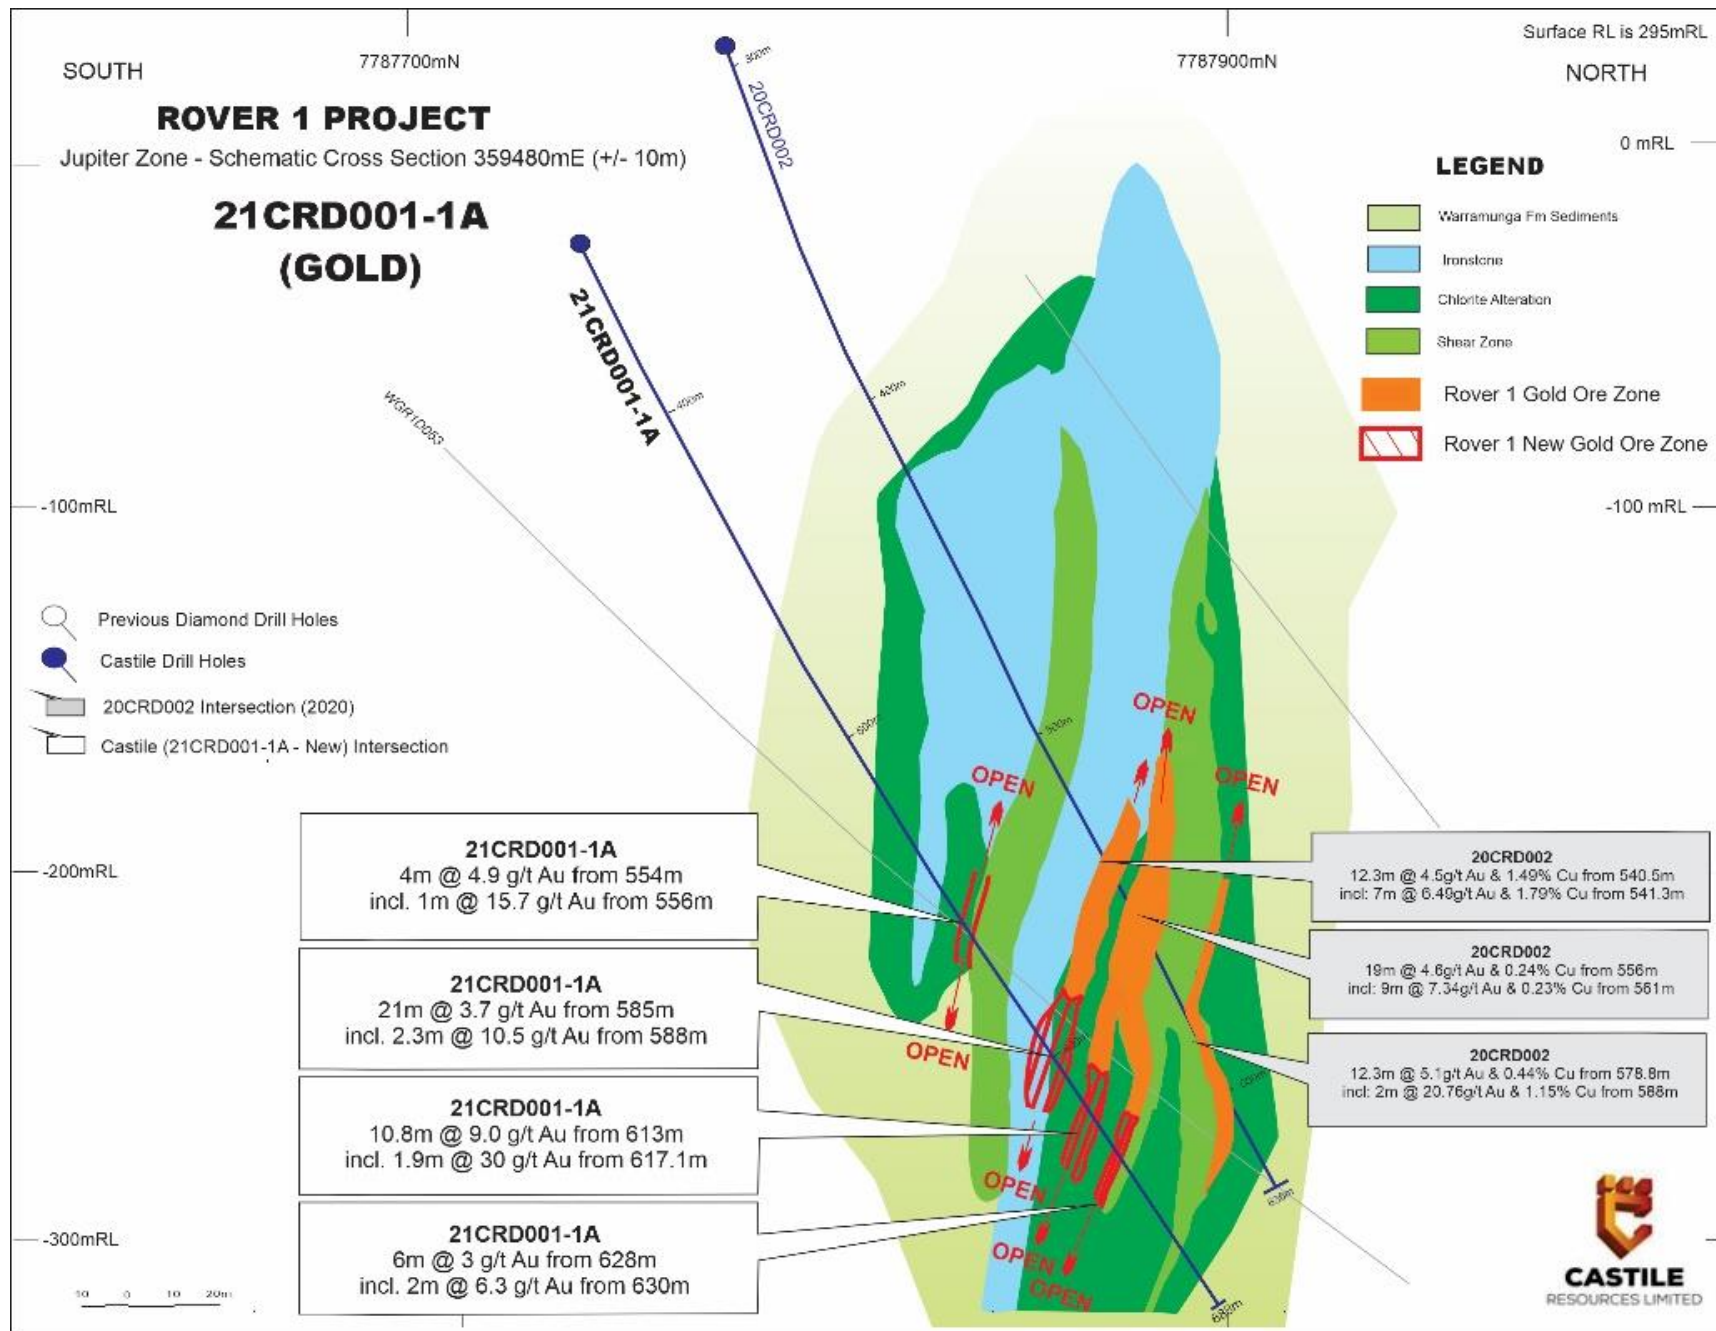 Surface RL is 295mRL
7787700mN
7787900mN
SOUTH
NORTH
300m
ROVER 1 PROJECT
Jupiter Zone - Schematic Cross Section 359480mE (+/- 10m)
21CRD001-1A
(GOLD)
20CRD002
0 mRL
LEGEND
Warramunga Fm Sediments
Ironstone
Chlorite Alteration
Shear Zone
Rover 1 Gold Ore Zone
Rover 1 New Gold Ore Zone
21CRD001-1A
400m
400m
WGR1D053
-100mRL
-100 mRL
Previous Diamond Drill Holes
Castile Drill Holes
20CRD002 Intersection (2020)
Castile (21CRD001-1A - New) Intersection
500m
500m
OPEN
OPEN
OPEN
21CRD001-1A
4m @ 4.9 g/t Au from 554m
incl. 1m @ 15.7 g/t Au from 556m
-200mRL
20CRD002
12.3m @ 4.5g/t Au & 1.49% Cu from 540.5m
incl: 7m @ 6.49g/t Au & 1.79% Cu from 541.3m
20CRD002
19m @ 4.6g/t Au & 0.24% Cu from 556m
incl: 9m @ 7.34g/t Au & 0.23% Cu from 561m
21CRD001-1A
21m @ 3.7 g/t Au from 585m
incl. 2.3m @ 10.5 g/t Au from 588m
OPEN
600m
20CRD002
12.3m @ 5.1g/t Au & 0.44% Cu from 578.8m
incl: 2m @ 20.76g/t Au & 1.15% Cu from 588m
21CRD001-1A
10.8m @ 9.0 g/t Au from 613m
incl. 1.9m @ 30 g/t Au from 617.1m
OPEN
21CRD001-1A
6m @ 3 g/t Au from 628m
incl. 2m @ 6.3 g/t Au from 630m
-300mRL
OPEN
OPEN
10 0 10 20m
CASTILE
RESOURCES LIMITED